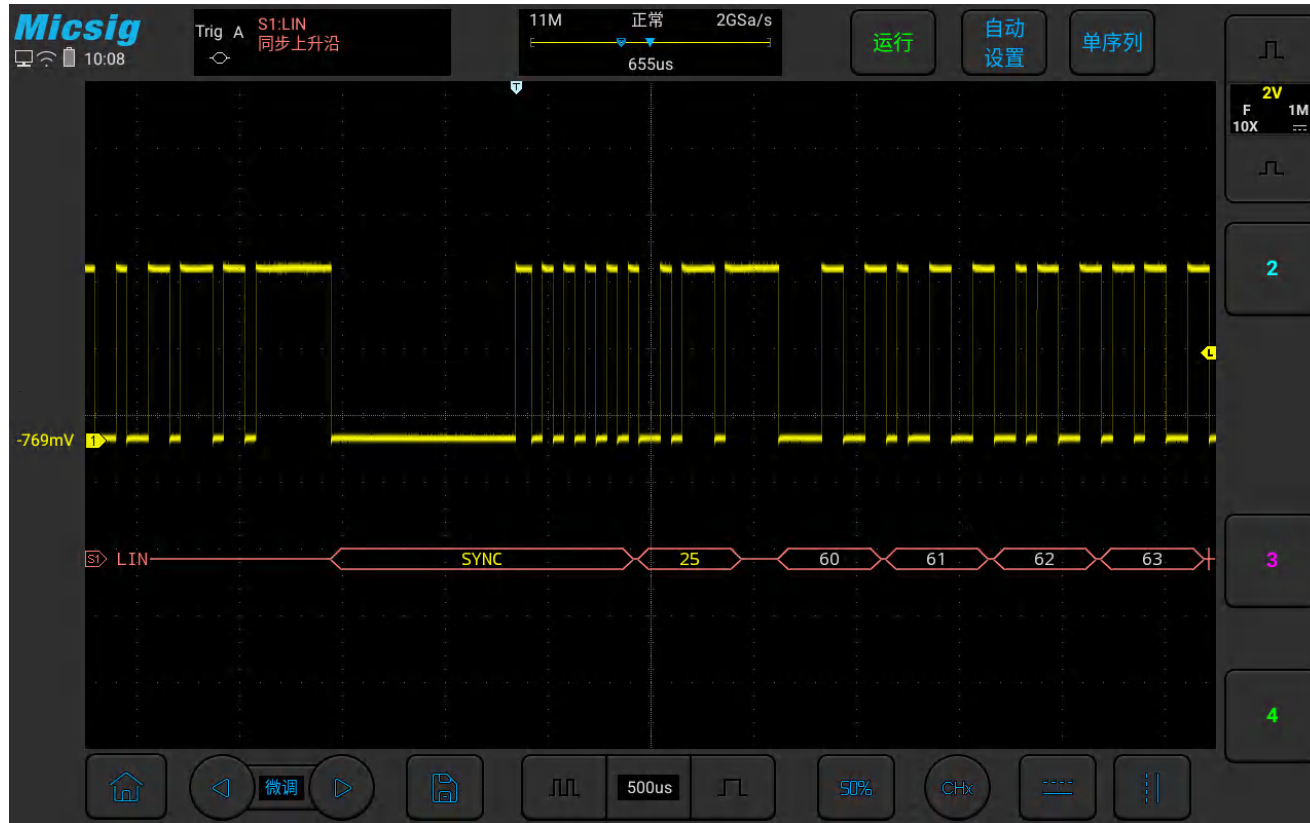 Micsig
10:08
Trig A S1:LIN
同步上升沿
11M 正常 2GSa/s
655us
运行
自动
设置
单序列
2V
F 1M
10X
T
2
L
-769mV 1
S1 LIN SYNC 25 60 61 62 63
3
4
微调
500us
50%
CHx